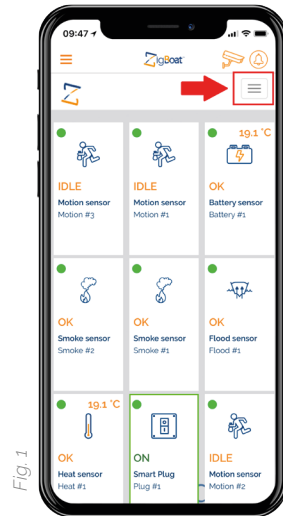 09:47
ZigBoat
19.1 °C
IDLE
Motion sensor
Motion #3
IDLE
Motion sensor
Motion #1
OK
Battery sensor
Battery #1
OK
Smoke sensor
Smoke #2
OK
Smoke sensor
Smoke #1
OK
Flood sensor
Flood #1
19.1 °C
OK
Heat sensor
Heat #1
ON
Smart Plug
Plug #1
IDLE
Motion sensor
Motion #2
Fig. 1